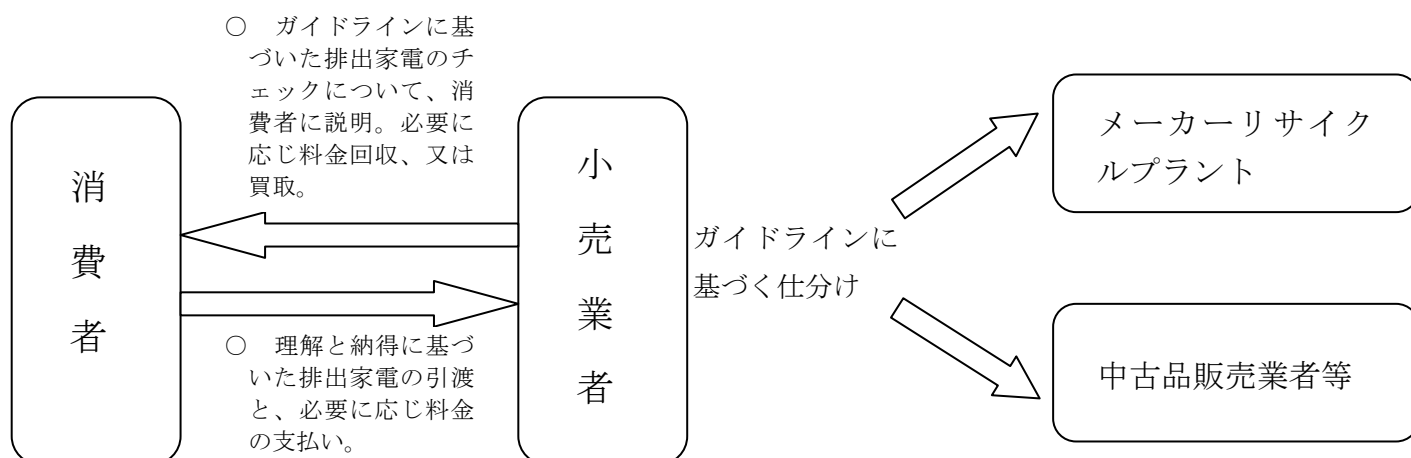 ○　ガイドラインに基
づいた排出家電のチ
ェックについて、消
費者に説明。必要に
応じ料金回収、又は
買取。
消費者
○　理解と納得に基づ
いた排出家電の引渡
と、必要に応じ料金
の支払い。
小売業者
ガイドラインに
基づく仕分け
メーカーリサイク
ルプラント
中古品販売業者等